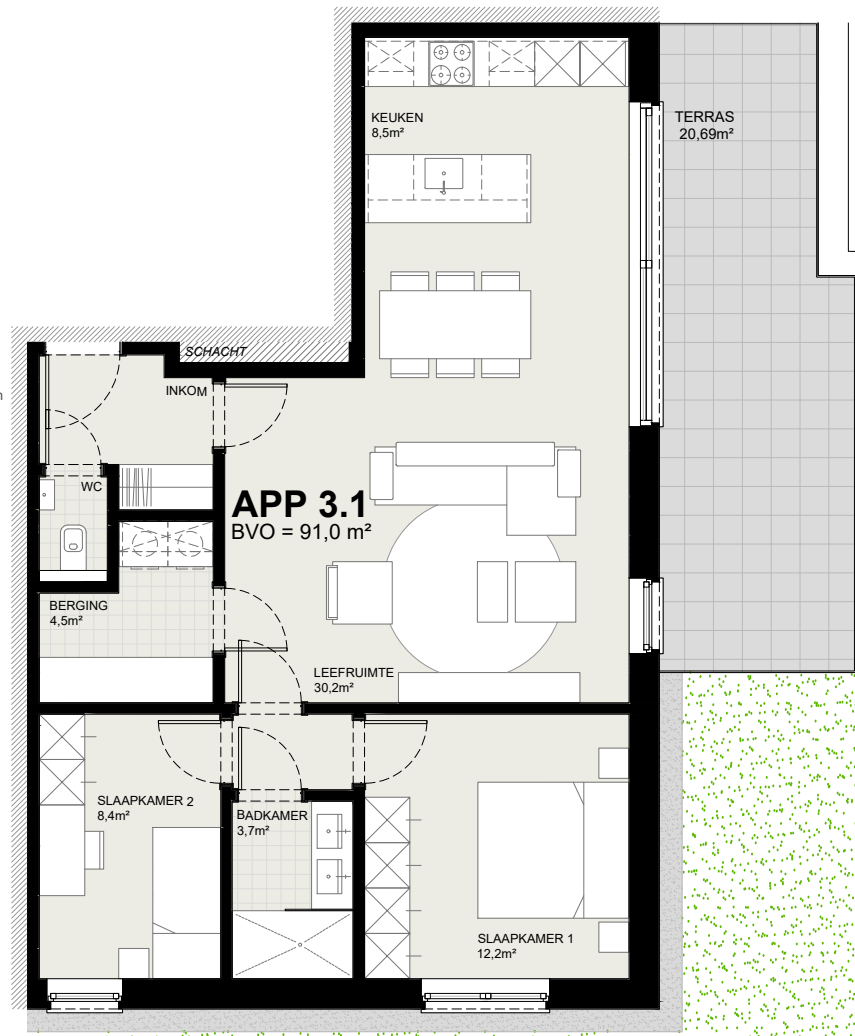 KEUKEN
8,5m²
TERRAS
20,69m²
SCHACHT
INKOM
WC
APP 3.1
BVO = 91,0 m²
BERGING
4,5m²
LEEFRUIMTE
30,2m²
SLAAPKAMER 2
8,4m²
BADKAMER
3,7m²
SLAAPKAMER 1
12,2m²